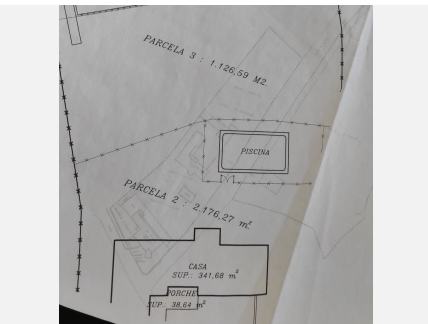 PARCELA 3 : 1.126,59 M2
PISCINA
PARCELA 2 : 2.176,27 m²
CASA
SUP.: 341,68 m²
PORCHE
SUP.: 38,64 m²